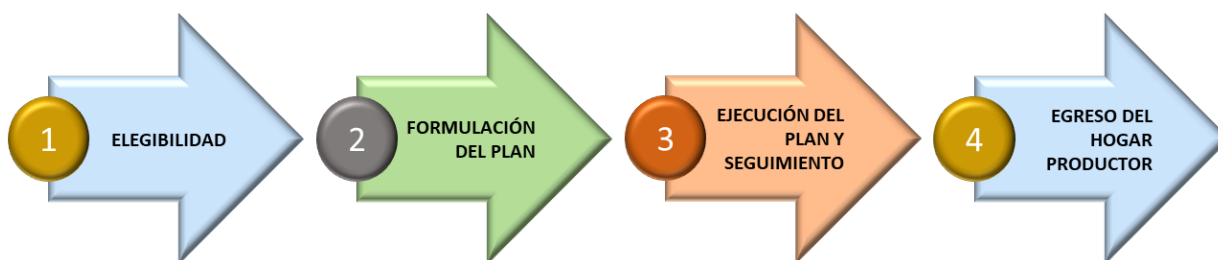 1
ELEGIBILIDAD
2
FORMULACIÓN
DEL PLAN
3
EJECUCIÓN DEL
PLAN Y
SEGUIMIENTO
4
EGRESO DEL
HOGAR
PRODUCTOR